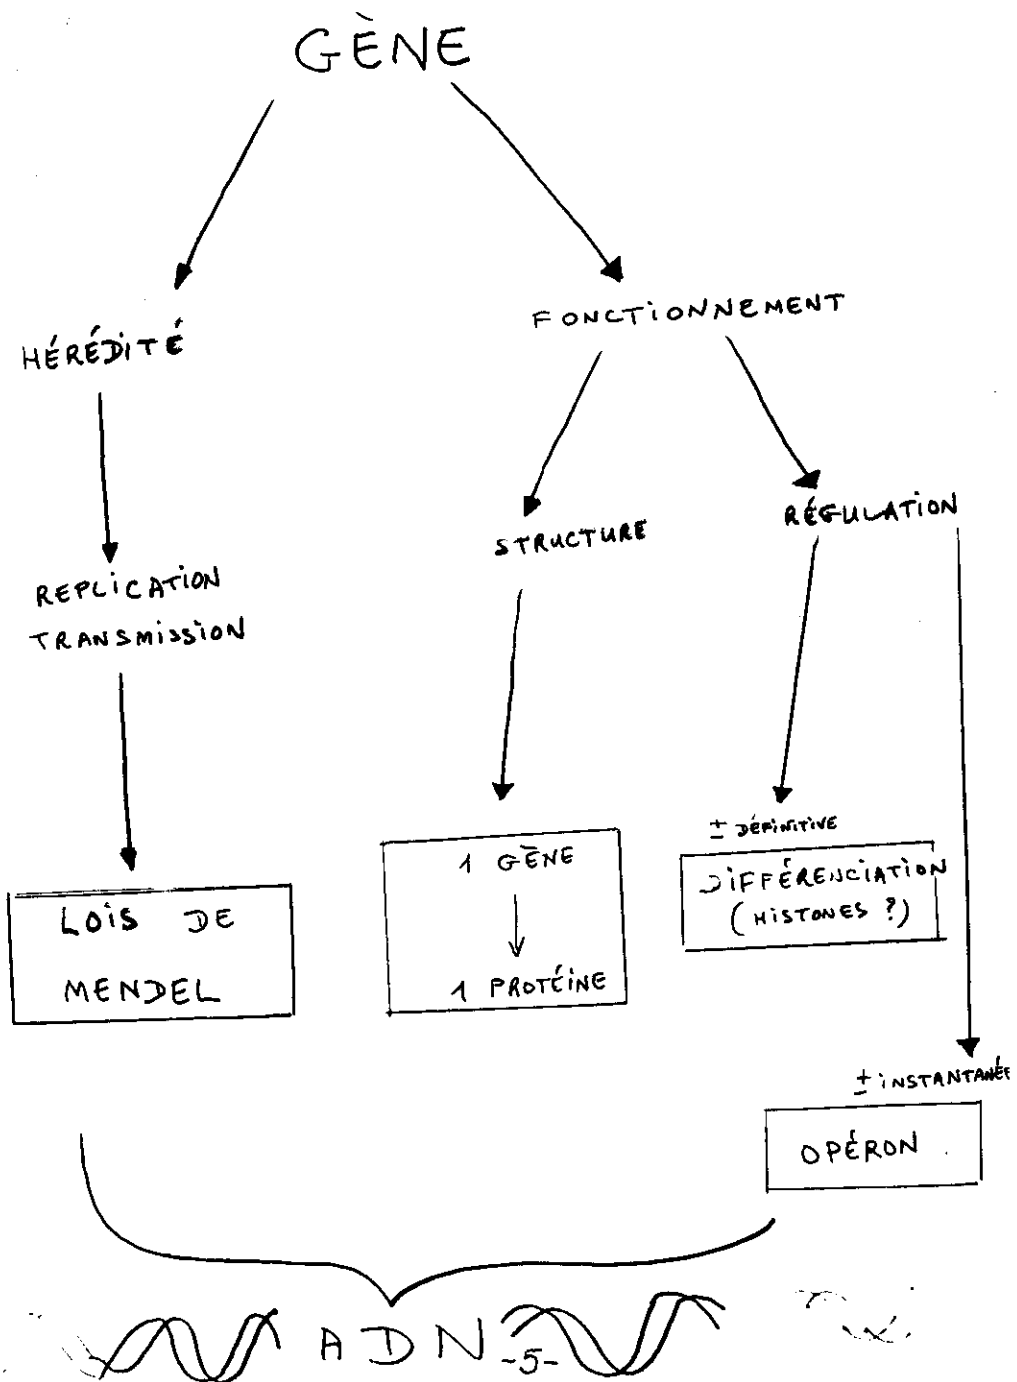 GÈNE
HÉRÉDITÉ
FONCTIONNEMENT
STRUCTURE
RÉGULATION
REPLICATION
TRANSMISSION
± DÉFINITIVE
LOIS DE
MENDEL
1 GÈNE
1 PROTÉINE
DIFFÉRENCIATION
(HISTONES ?)
± INSTANTANÉE
OPÉRON
ADN
-5-